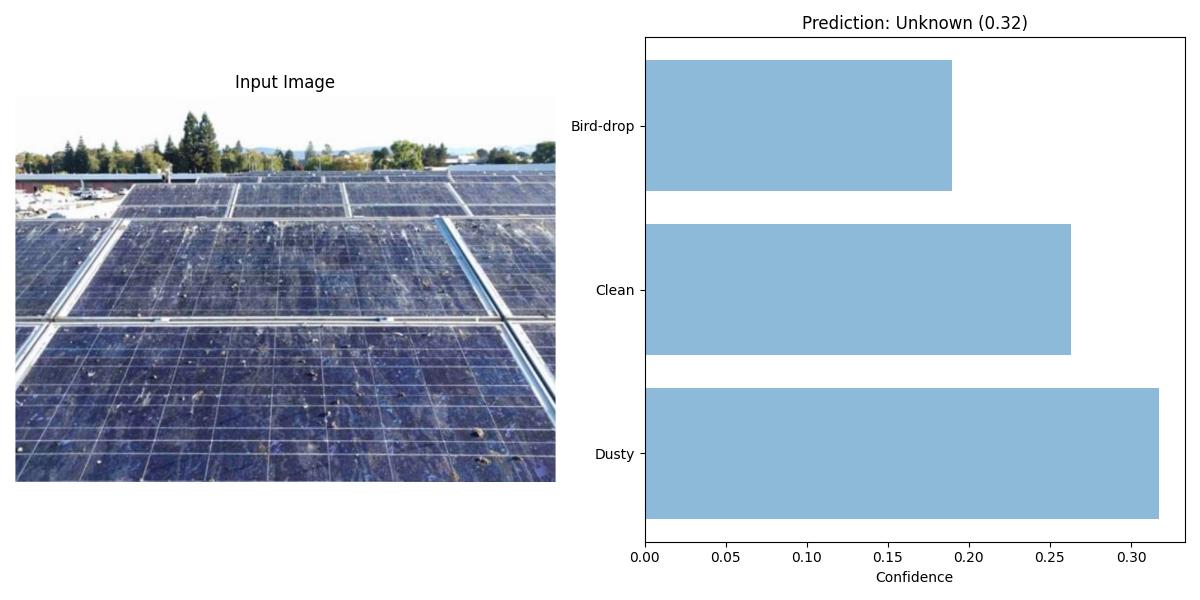 Input Image
Prediction: Unknown (0.32)
Bird-drop
Clean
Dusty
0.00 0.05 0.10 0.15 0.20 0.25 0.30
Confidence